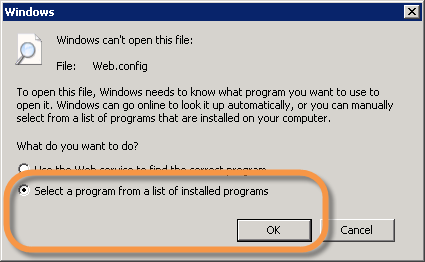 Windows
Windows can't open this file:
File: Web.config
To open this file, Windows needs to know what program you want to use to
open it. Windows can go online to look it up automatically, or you can manually
select from a list of programs that are installed on your computer.
What do you want to do?
Use the Web service to find the correct program
Select a program from a list of installed programs
OK Cancel